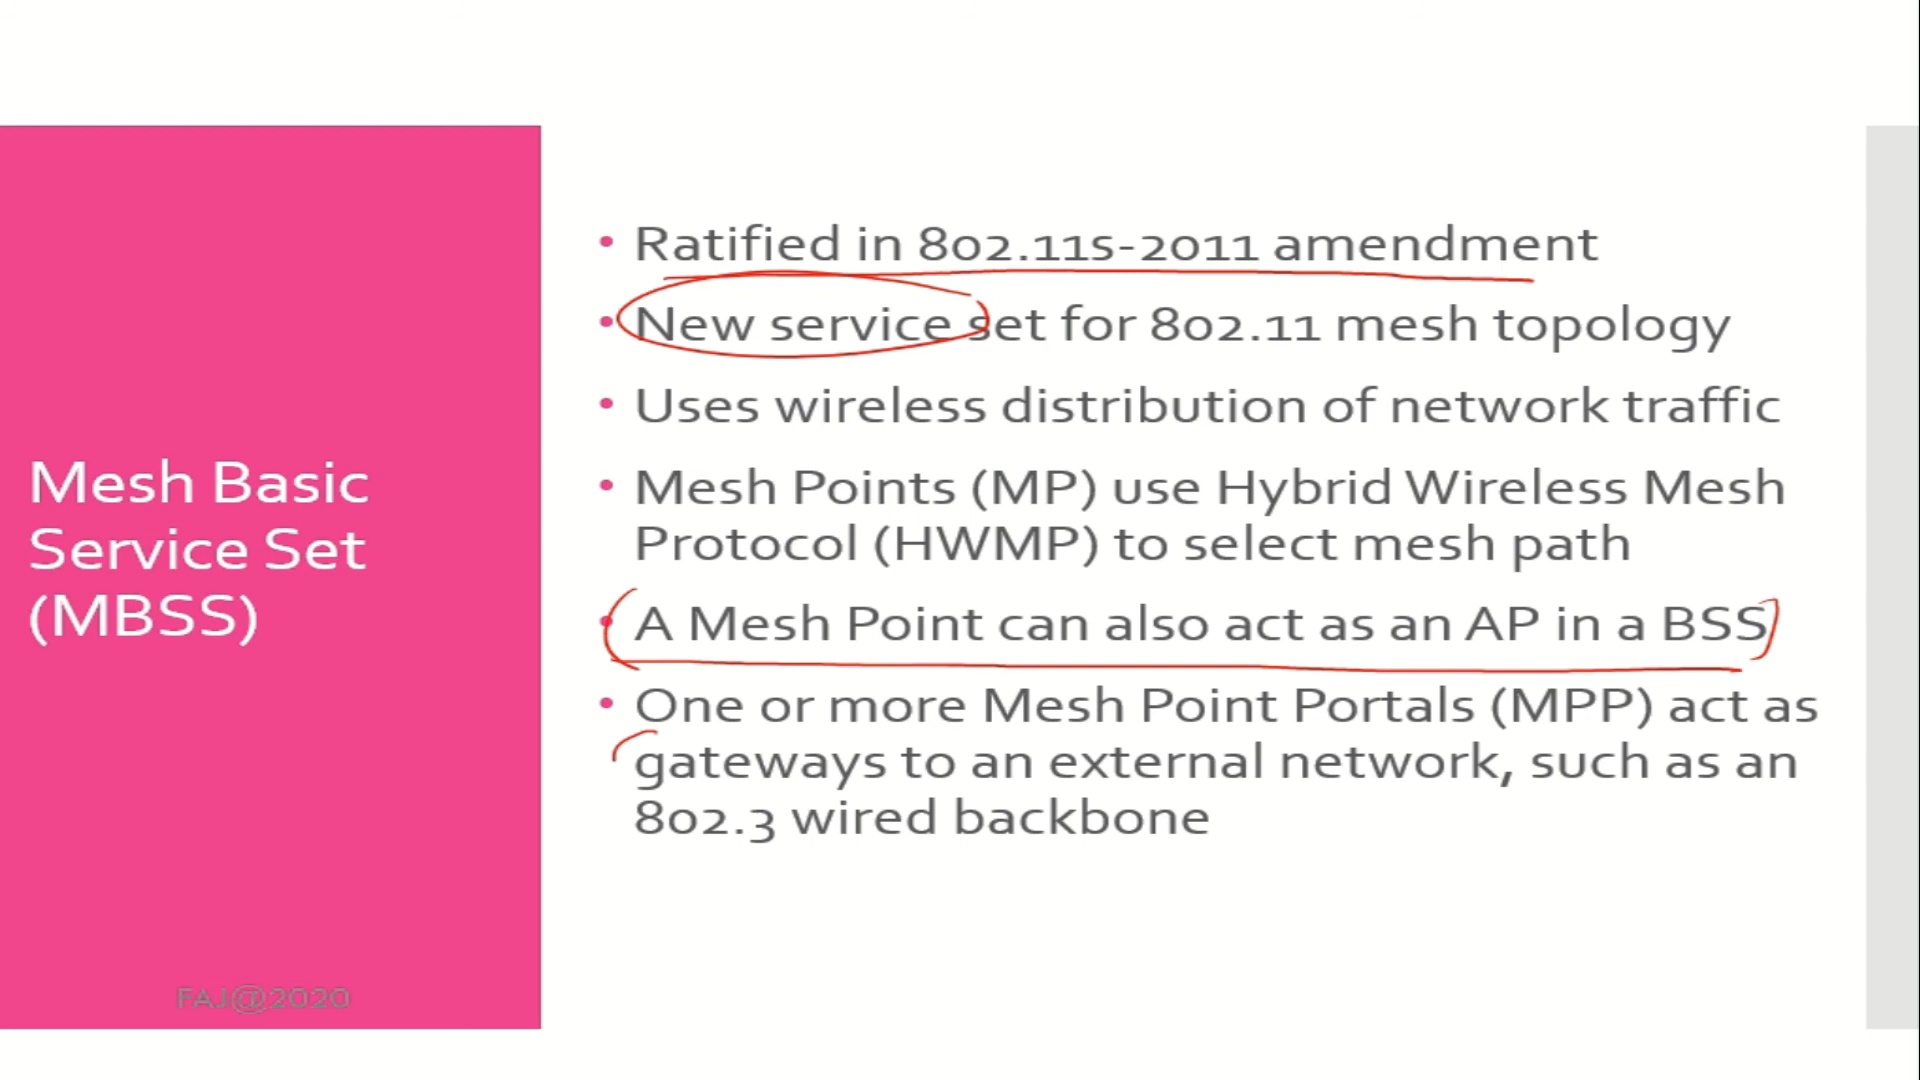 Mesh Basic
Service Set
(MBSS)
FAJ@2020
• Ratified in 802.11s-2011 amendment
• New service set for 802.11 mesh topology
• Uses wireless distribution of network traffic
• Mesh Points (MP) use Hybrid Wireless Mesh
Protocol (HWMP) to select mesh path
• A Mesh Point can also act as an AP in a BSS
• One or more Mesh Point Portals (MPP) act as
gateways to an external network, such as an
802.3 wired backbone